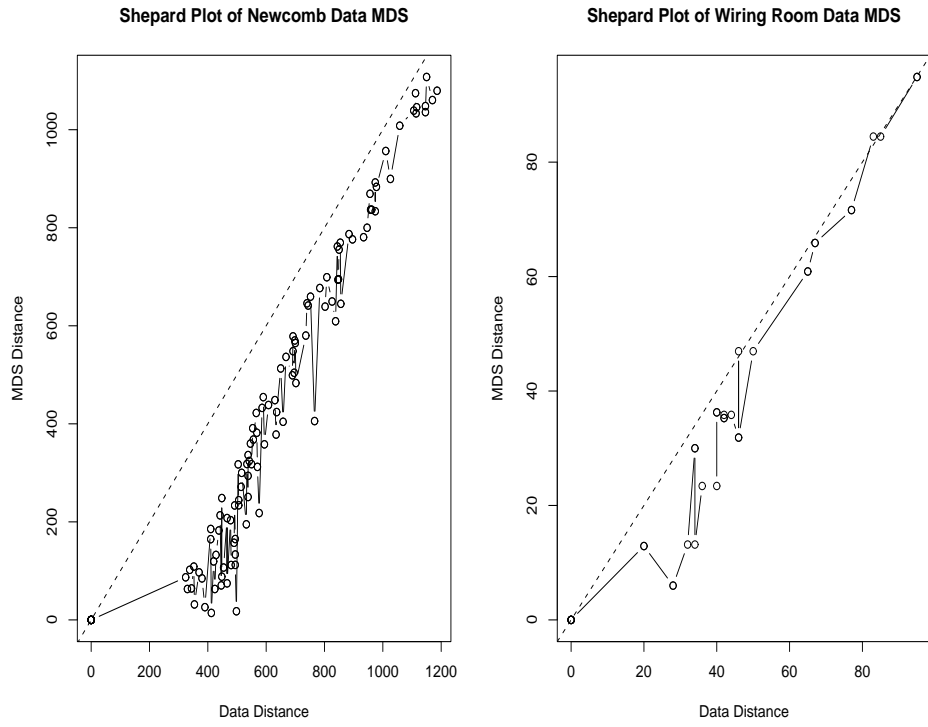 Shepard Plot of Newcomb Data MDS
MDS Distance
1000
800
600
400
200
0
0 200 400 600 800 1000 1200
Data Distance
Shepard Plot of Wiring Room Data MDS
MDS Distance
80
60
40
20
0
0 20 40 60 80
Data Distance